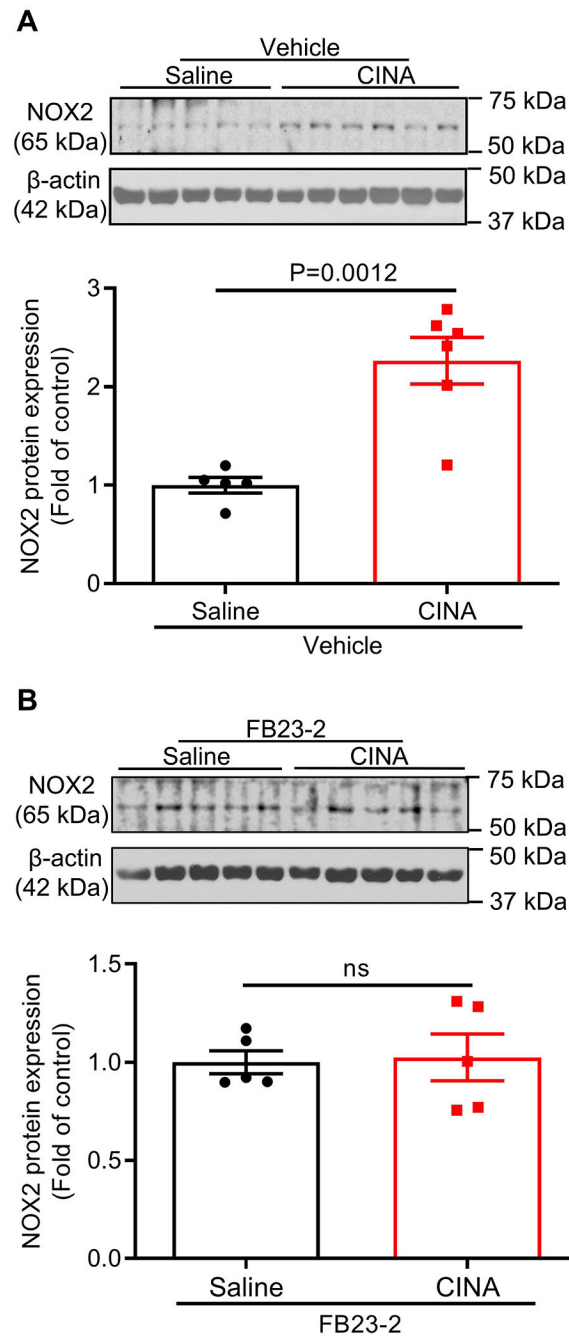 A
Vehicle
Saline CINA
NOX2
(65 kDa)
75 kDa
50 kDa
β-actin
(42 kDa)
50 kDa
37 kDa
P=0.0012
NOX2 protein expression
(Fold of control)
3
2
1
0
Saline CINA
Vehicle
B
FB23-2
Saline CINA
NOX2
(65 kDa)
75 kDa
50 kDa
β-actin
(42 kDa)
50 kDa
37 kDa
ns
NOX2 protein expression
(Fold of control)
1.5
1.0
0.5
0.0
Saline CINA
FB23-2